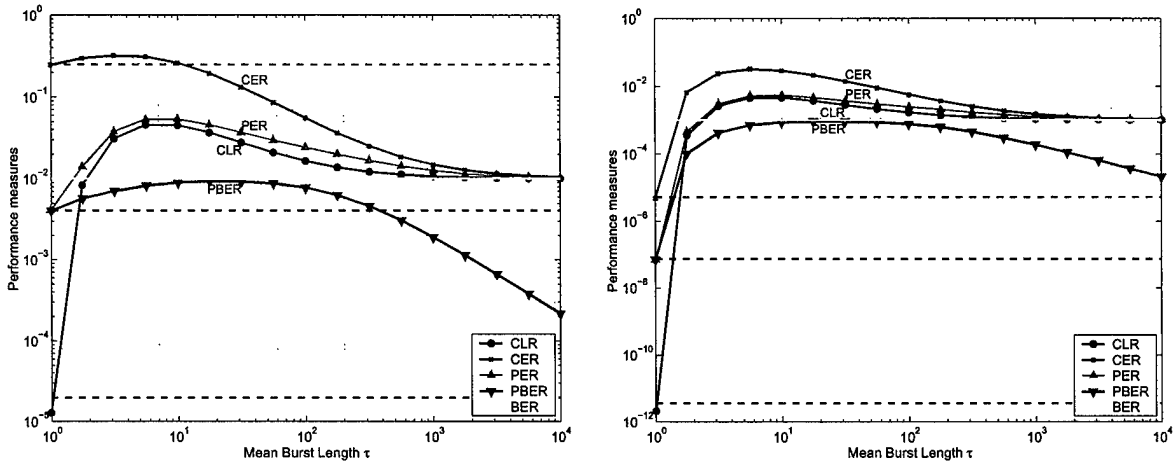 10^0
10^-1
10^-2
10^-3
10^-4
10^-5
Performance measures
CER
PER
CLR
PBER
CLR
CER
PER
PBER
BER
10^0
10^1
10^2
10^3
10^4
Mean Burst Length τ
10^0
10^-2
10^-4
10^-6
10^-8
10^-10
10^-12
Performance measures
CER
PER
CLR
PBER
CLR
CER
PER
PBER
BER
10^0
10^1
10^2
10^3
10^4
Mean Burst Length τ